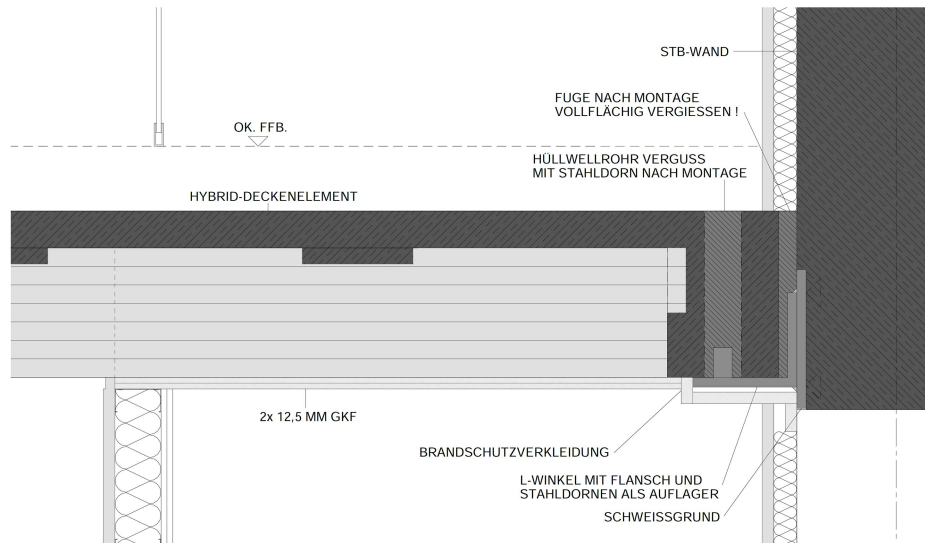 STB-WAND
FUGE NACH MONTAGE
VOLLFLÄCHIG VERGIESSEN !
OK. FFB.
HÜLLWELLROHR VERGUSS
MIT STAHLDORN NACH MONTAGE
HYBRID-DECKENELEMENT
2x 12,5 MM GKF
BRANDSCHUTZVERKLEIDUNG
L-WINKEL MIT FLANSCH UND
STAHLDORNEN ALS AUFLAGER
SCHWEISSGRUND